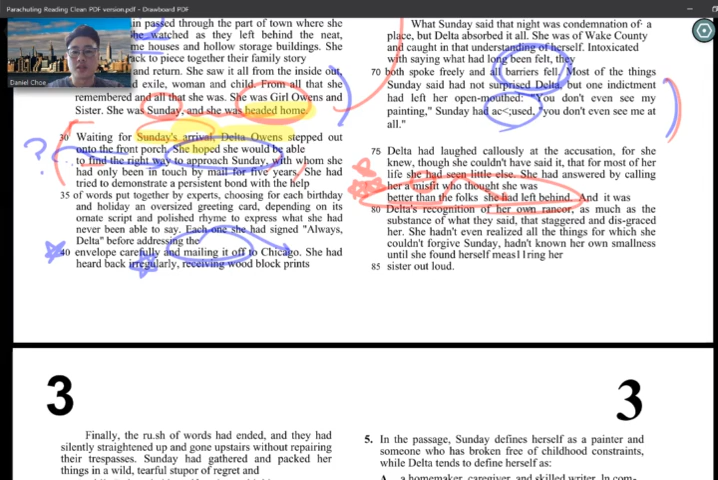 Parachuting Reading Clean PDF - Drawboard PDF
Daniel Choe
in passed through the part of town where she
he watched as they left behind the neat,
me houses and hollow storage buildings. She
ack to piece together their family story
and return. She saw it all from the inside out,
d exile, woman and child. From all that she
remembered and all that she was. She was Girl Owens and
Sister. She was Sunday, and she was headed home.
30 Waiting for Sunday's arrival, Delta Owens stepped out
onto the front porch. She hoped she would be able
to find the right way to approach Sunday, with whom she
had only been in touch by mail for five years. She had
tried to demonstrate a persistent bond with the help
35 of words put together by experts, choosing for each birthday
and holiday an oversized greeting card, depending on its
ornate script and polished rhyme to express what she had
never been able to say. Each one she had signed "Always,
Delta" before addressing the
40 envelope carefully and mailing it off to Chicago. She had
heard back irregularly, receiving wood block prints
What Sunday said that night was condemnation of· a
place, but Delta absorbed it all. She was of Wake County
and caught in that understanding of herself. Intoxicated
with saying what had long been felt, they
70 both spoke freely and all barriers fell. Most of the things
Sunday said had not surprised Delta, but one indictment
had left her open-mouthed: "You don't even see my
painting," Sunday had ac<;used, "you don't even see me at
all."
75 Delta had laughed callously at the accusation, for she
knew, though she couldn't have said it, that for most of her
life she had seen little else. She had answered by calling
her a misfit who thought she was
better than the folks she had left behind. And it was
80 Delta's recognition of her own rancor, as much as the
substance of what they said, that staggered and dis-graced
her. She hadn't even realized all the things for which she
couldn't forgive Sunday, hadn't known her own smallness
until she found herself meas11ring her
85 sister out loud.
3
3
Finally, the ru.sh of words had ended, and they had
silently straightened up and gone upstairs without repairing
their trespasses. Sunday had gathered and packed her
things in a wild, tearful stupor of regret and
5. In the passage, Sunday defines herself as a painter and
someone who has broken free of childhood constraints,
while Delta tends to define herself as:
A. a homemaker, caregiver, and skilled writer. In com-